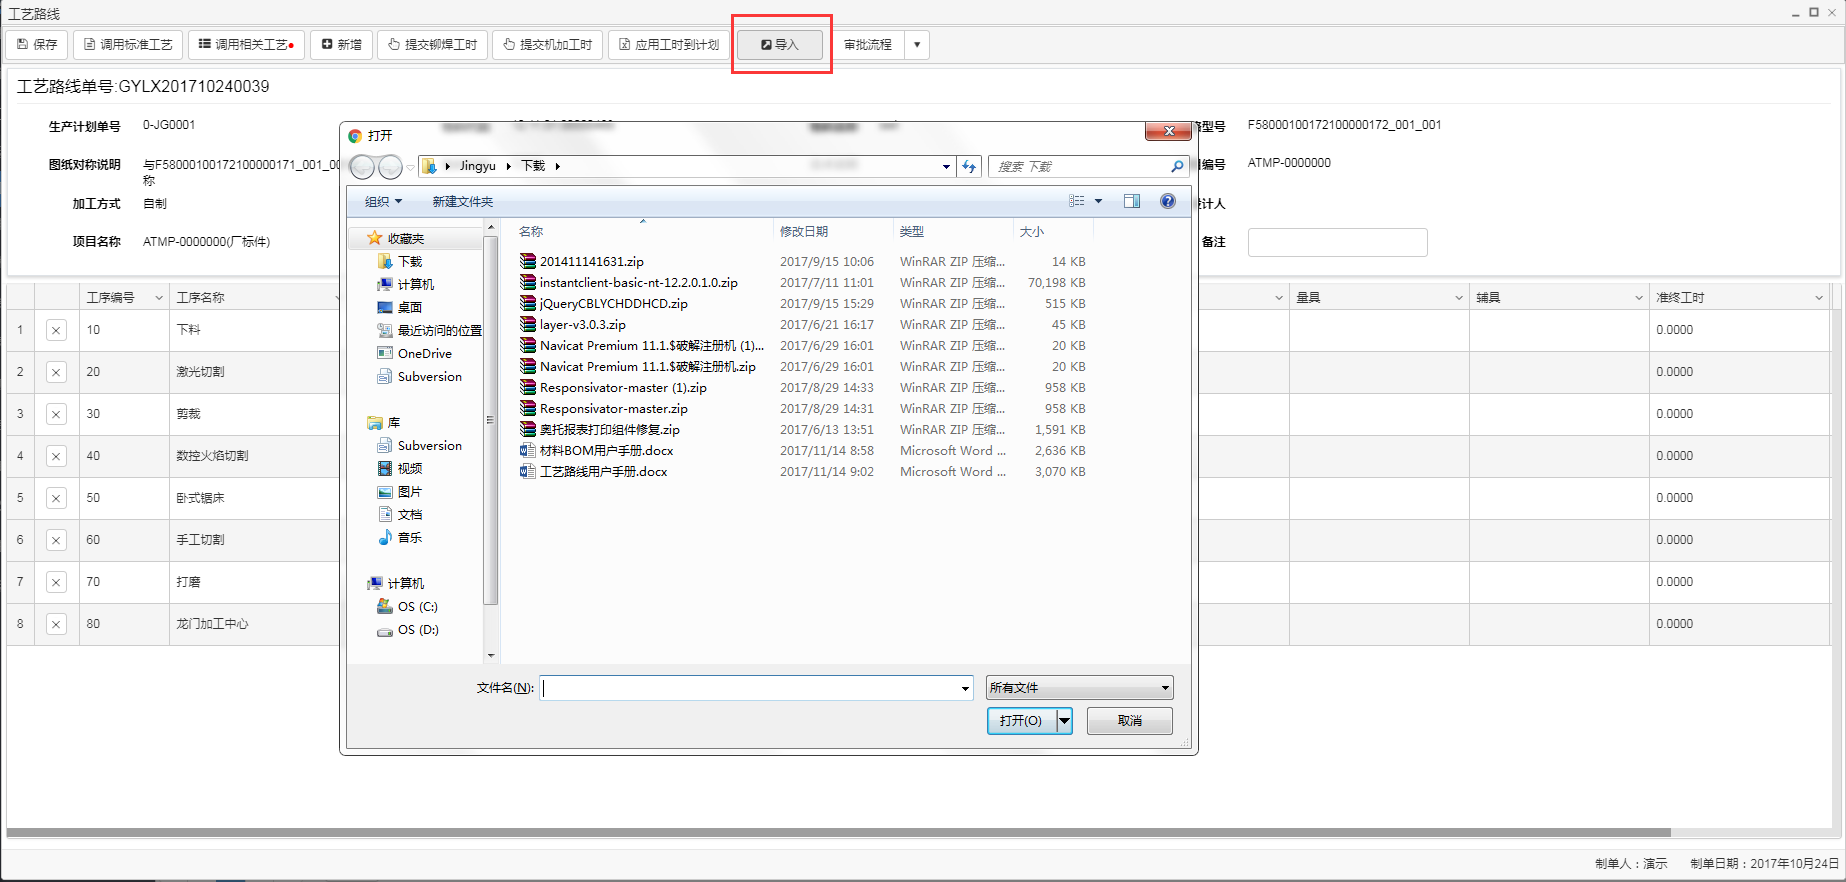 工艺路线
保存 调用标准工艺 调用相关工艺 新增 提交铆焊工时 提交机加工时 应用工时到计划 导入 审批流程
工艺路线单号:GYLX201710240039
生产计划单号 0-JG0001
图纸对称说明 与F58000100172100000171_001_00
称
加工方式 自制
项目名称 ATMP-0000000(厂标件)
型号 F58000100172100000172_001_001
编号 ATMP-0000000
计人
备注
工序编号 工序名称 量具 辅具 准终工时
1 10 下料 0.0000
2 20 激光切割 0.0000
3 30 剪裁 0.0000
4 40 数控火焰切割 0.0000
5 50 卧式锯床 0.0000
6 60 手工切割 0.0000
7 70 打磨 0.0000
8 80 龙门加工中心 0.0000
打开
Jingyu 下载
搜索 下载
组织 新建文件夹
收藏夹
下载
计算机
桌面
最近访问的位置
OneDrive
Subversion
库
Subversion
视频
图片
文档
音乐
计算机
OS (C:)
OS (D:)
名称 修改日期 类型 大小
201411141631.zip 2017/9/15 10:06 WinRAR ZIP 压缩... 14 KB
instantclient-basic-nt-12.2.0.1.0.zip 2017/7/11 11:01 WinRAR ZIP 压缩... 70,198 KB
jQueryCBLYCHDDHCD.zip 2017/9/15 15:29 WinRAR ZIP 压缩... 515 KB
layer-v3.0.3.zip 2017/6/21 16:17 WinRAR ZIP 压缩... 45 KB
Navicat Premium 11.1.$破解注册机 (1)... 2017/6/29 16:01 WinRAR ZIP 压缩... 20 KB
Navicat Premium 11.1.$破解注册机.zip 2017/6/29 16:01 WinRAR ZIP 压缩... 20 KB
Responsivator-master (1).zip 2017/8/29 14:33 WinRAR ZIP 压缩... 958 KB
Responsivator-master.zip 2017/8/29 14:31 WinRAR ZIP 压缩... 958 KB
奥托报表打印组件修复.zip 2017/6/13 13:51 WinRAR ZIP 压缩... 1,591 KB
材料BOM用户手册.docx 2017/11/14 8:58 Microsoft Word ... 2,636 KB
工艺路线用户手册.docx 2017/11/14 9:02 Microsoft Word ... 3,070 KB
文件名(N): 所有文件
打开(O) 取消
制单人：演示 制单日期：2017年10月24日